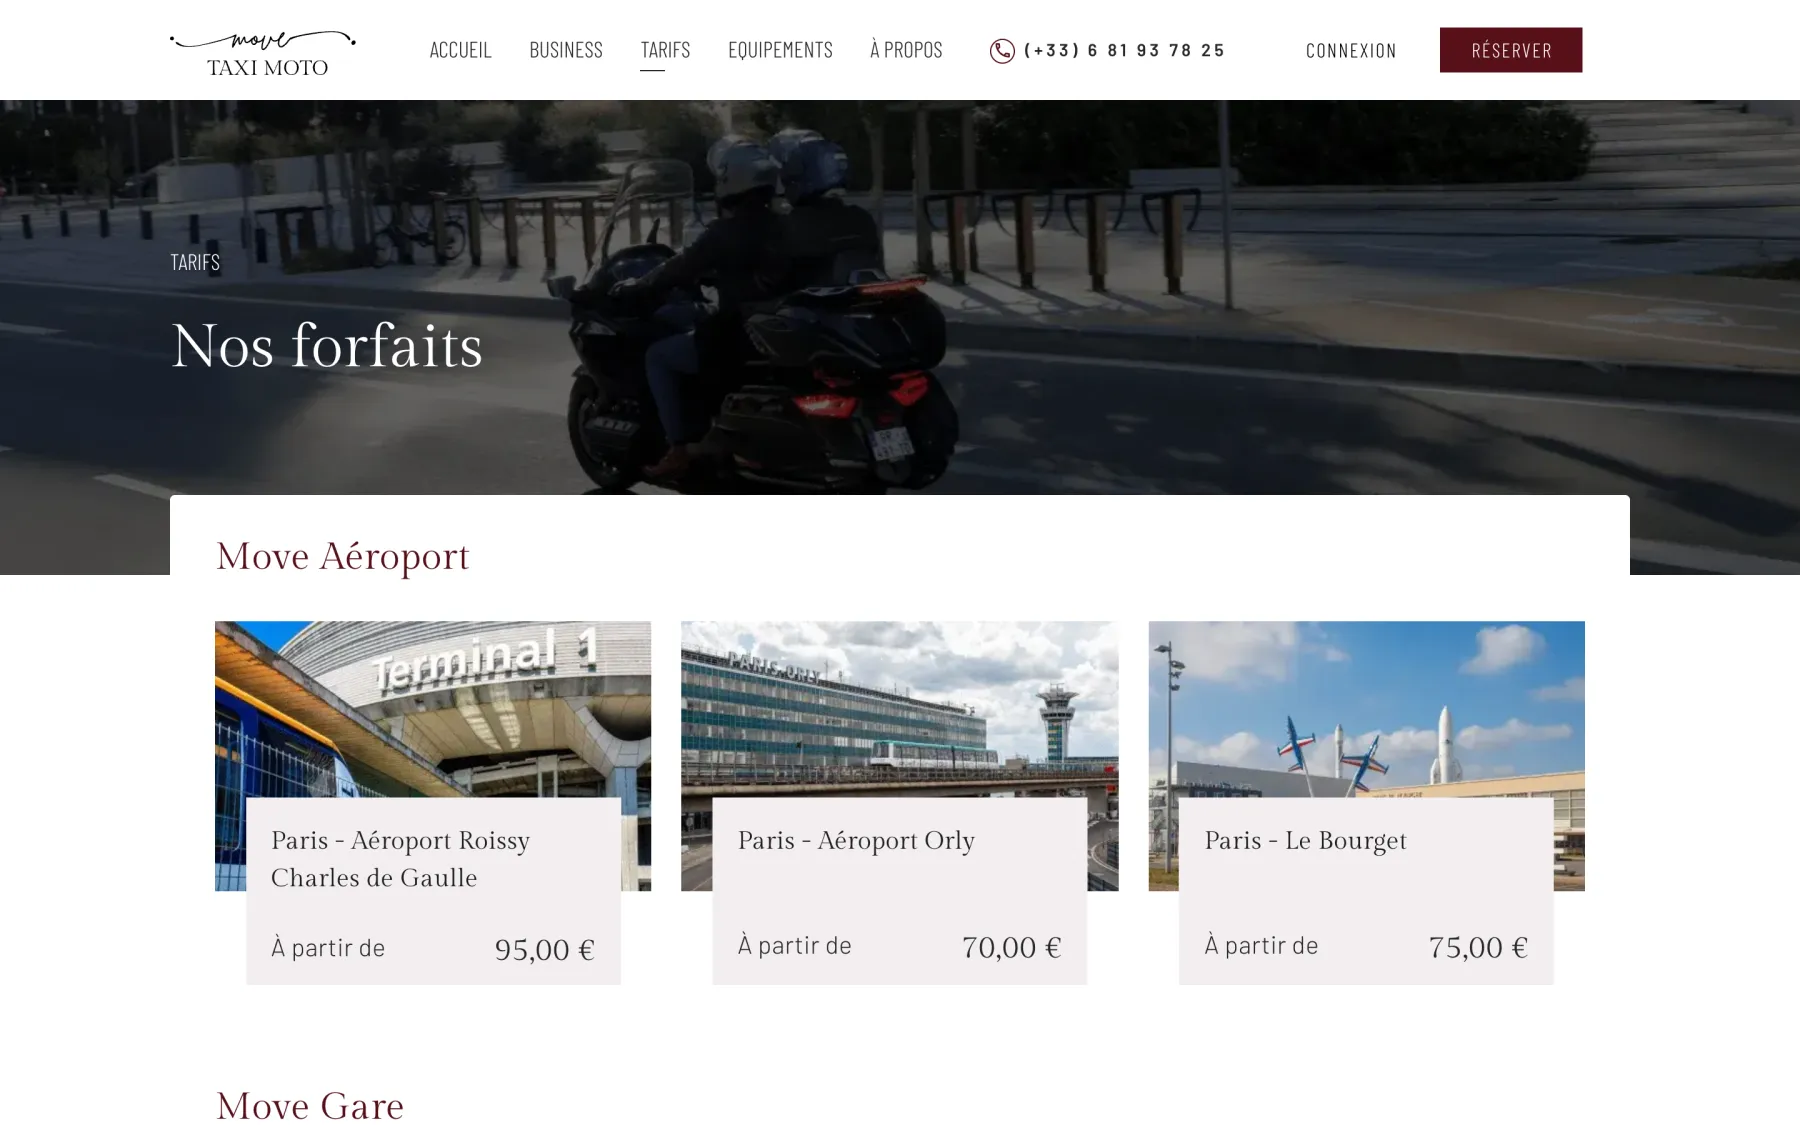 move
TAXI MOTO
ACCUEIL
BUSINESS
TARIFS
EQUIPEMENTS
À PROPOS
(+33) 6 81 93 78 25
CONNEXION
RÉSERVER
TARIFS
Nos forfaits
Move Aéroport
Terminal 1
PARIS-ORLY
Paris - Aéroport Roissy
Charles de Gaulle
À partir de
95,00 €
Paris - Aéroport Orly
À partir de
70,00 €
Paris - Le Bourget
À partir de
75,00 €
Move Gare